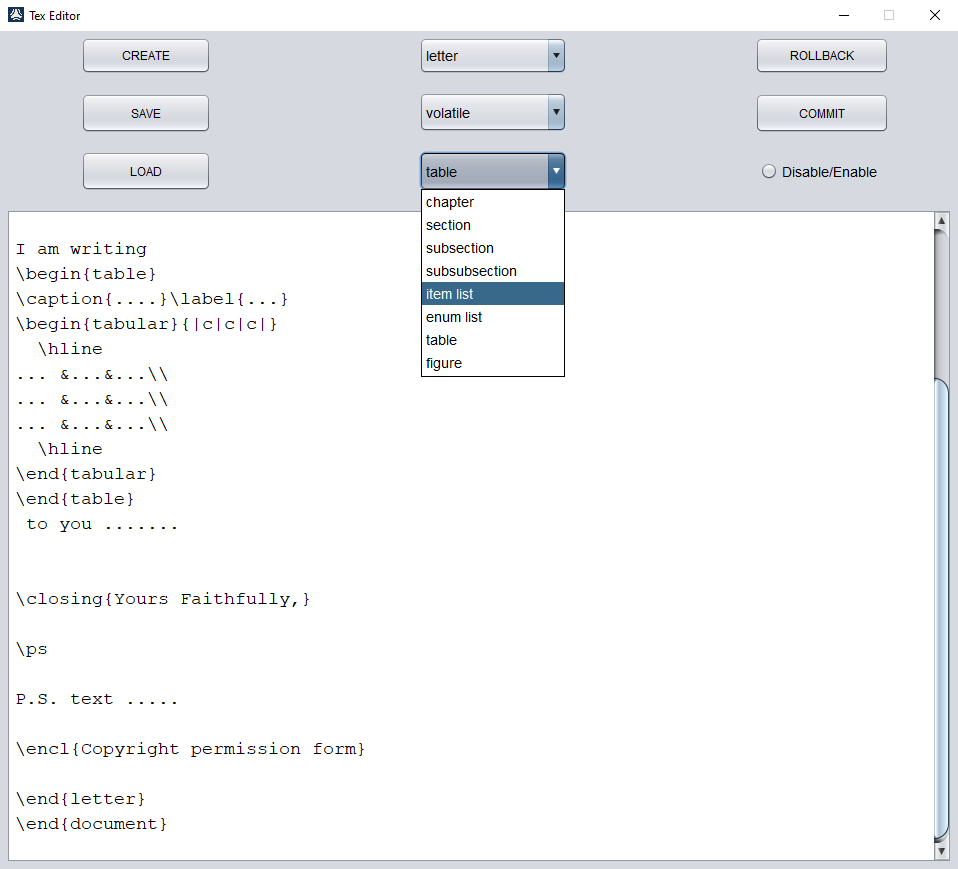 Tex Editor
CREATE letter ROLLBACK
SAVE volatile COMMIT
LOAD table Disable/Enable
chapter
section
subsection
subsubsection
item list
enum list
table
figure
I am writing
\begin{table}
\caption{....}\label{...}
\begin{tabular}{|c|c|c|}
\hline
... &...&...\\
... &...&...\\
... &...&...\\
\hline
\end{tabular}
\end{table}
to you .......
\closing{Yours Faithfully,}
\ps
P.S. text .....
\encl{Copyright permission form}
\end{letter}
\end{document}